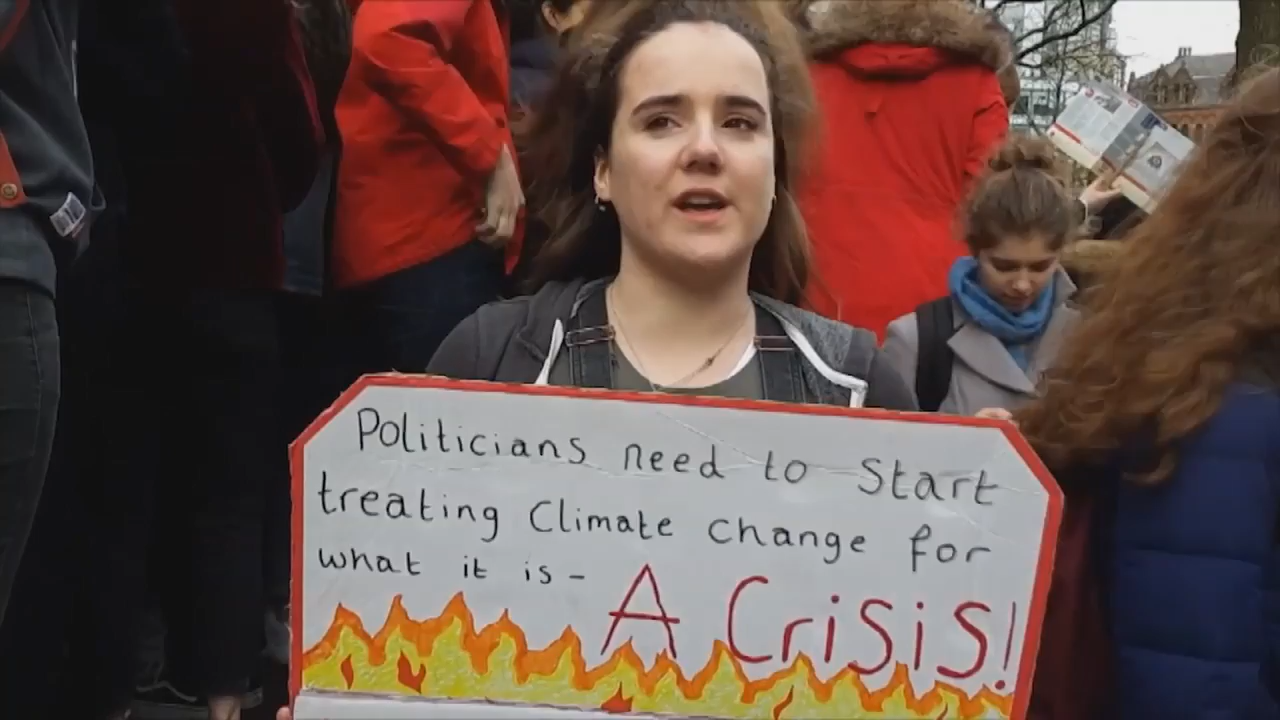 Politicians need to Start
treating Climate change for
what it is - A Crisis!